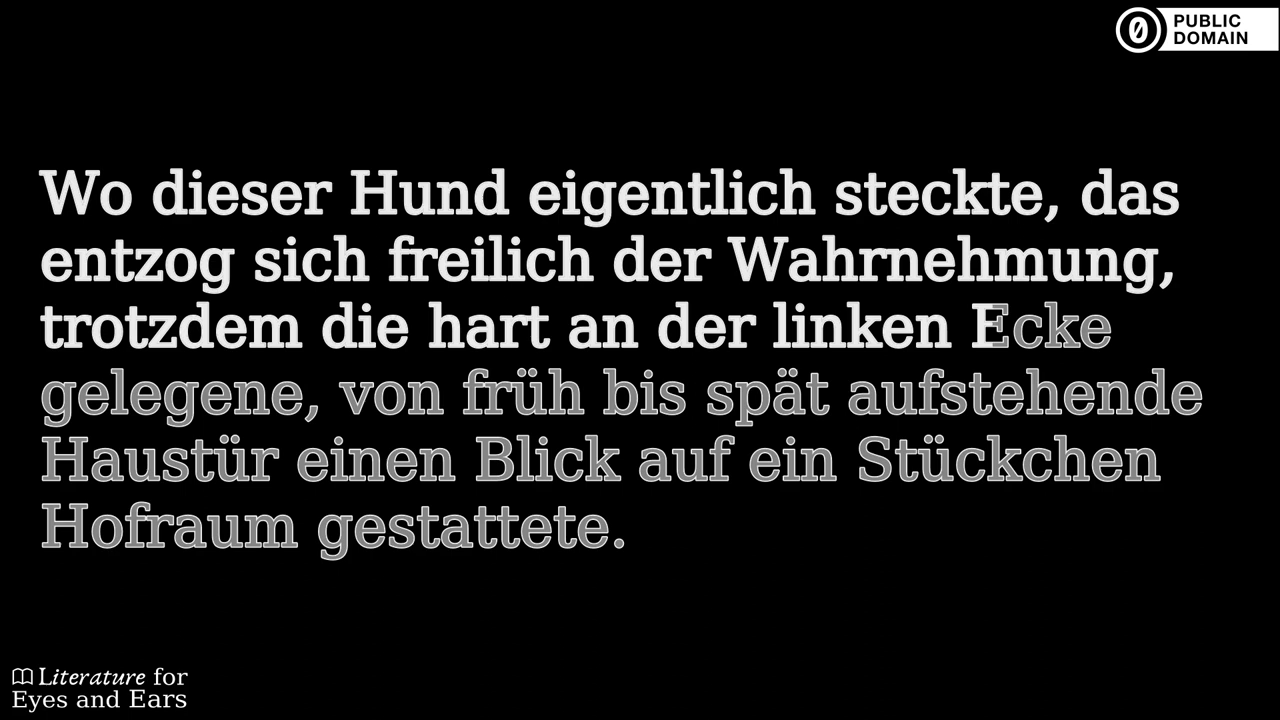 PUBLIC
DOMAIN
Wo dieser Hund eigentlich steckte, das
entzog sich freilich der Wahrnehmung,
trotzdem die hart an der linken Ecke
gelegene, von früh bis spät aufstehende
Haustür einen Blick auf ein Stückchen
Hofraum gestattete.
Literature for
Eyes and Ears